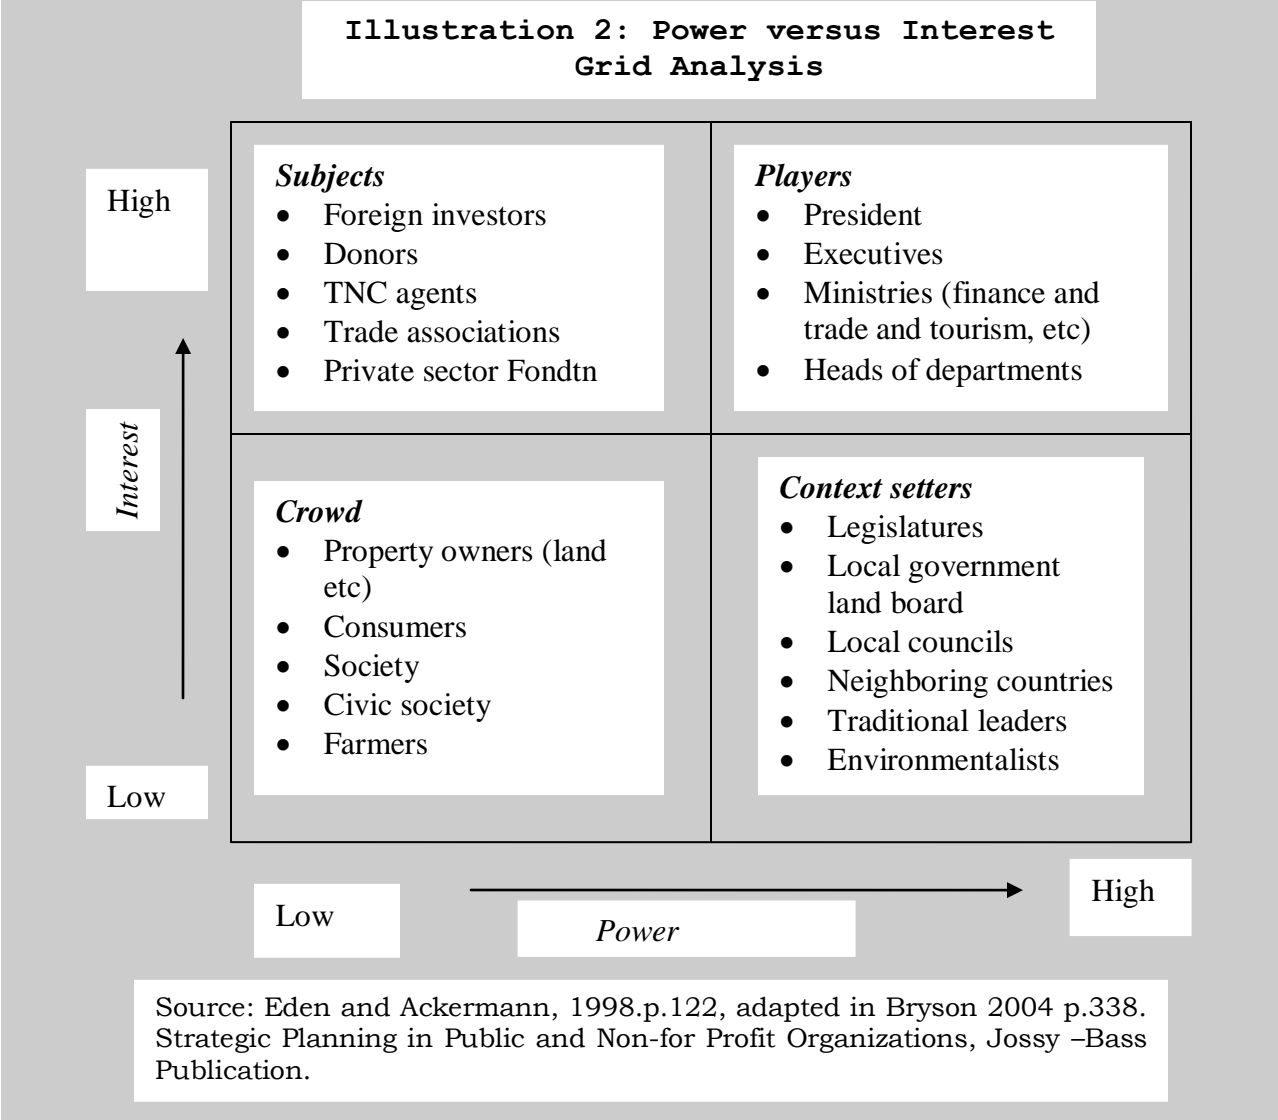 Illustration 2: Power versus Interest
Grid Analysis
High
Subjects
• Foreign investors
• Donors
• TNC agents
• Trade associations
• Private sector Fondtn
Players
• President
• Executives
• Ministries (finance and
trade and tourism, etc)
• Heads of departments
Interest
Crowd
• Property owners (land
etc)
• Consumers
• Society
• Civic society
• Farmers
Context setters
• Legislatures
• Local government
land board
• Local councils
• Neighboring countries
• Traditional leaders
• Environmentalists
Low
Low
Power
High
Source: Eden and Ackermann, 1998.p.122, adapted in Bryson 2004 p.338.
Strategic Planning in Public and Non-for Profit Organizations, Jossy –Bass
Publication.